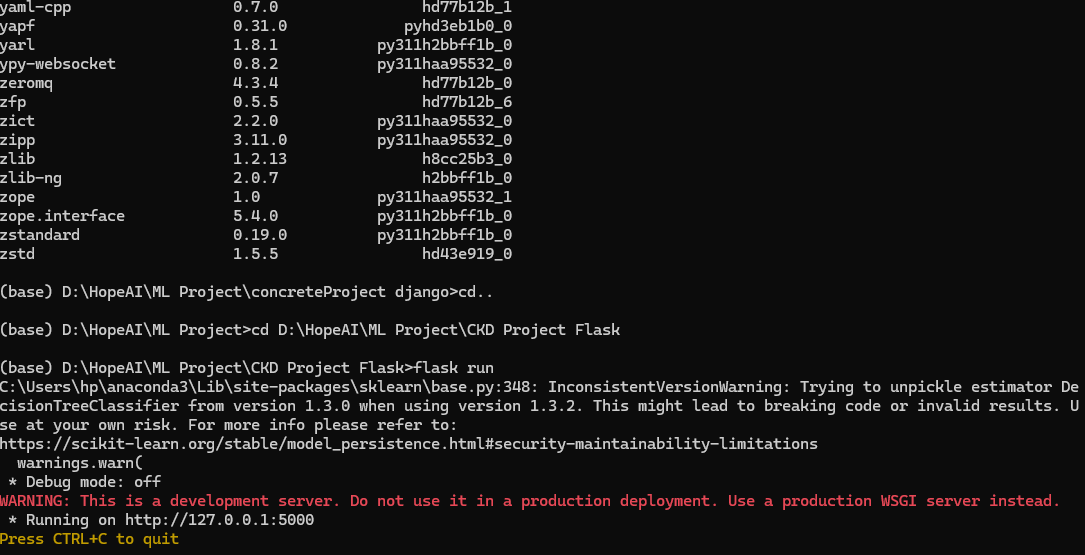 yaml-cpp                  0.7.0                hd77b12b_1
yapf                      0.31.0             pyhd3eb1b0_0
yarl                      1.8.1           py311h2bbff1b_0
ypy-websocket             0.8.2           py311haa95532_0
zeromq                    4.3.4                hd77b12b_0
zfp                       0.5.5                hd77b12b_6
zict                      2.2.0           py311haa95532_0
zipp                      3.11.0          py311haa95532_0
zlib                      1.2.13               h8cc25b3_0
zlib-ng                   2.0.7                h2bbff1b_0
zope                      1.0             py311haa95532_1
zope.interface            5.4.0           py311h2bbff1b_0
zstandard                 0.19.0          py311h2bbff1b_0
zstd                      1.5.5                hd43e919_0
(base) D:\HopeAI\ML Project\concreteProject django>cd..
(base) D:\HopeAI\ML Project>cd D:\HopeAI\ML Project\CKD Project Flask
(base) D:\HopeAI\ML Project\CKD Project Flask>flask run
C:\Users\hp\anaconda3\Lib\site-packages\sklearn\base.py:348: InconsistentVersionWarning: Trying to unpickle estimator De
cisionTreeClassifier from version 1.3.0 when using version 1.3.2. This might lead to breaking code or invalid results. U
se at your own risk. For more info please refer to:
https://scikit-learn.org/stable/model_persistence.html#security-maintainability-limitations
  warnings.warn(
 * Debug mode: off
WARNING: This is a development server. Do not use it in a production deployment. Use a production WSGI server instead.
 * Running on http://127.0.0.1:5000
Press CTRL+C to quit